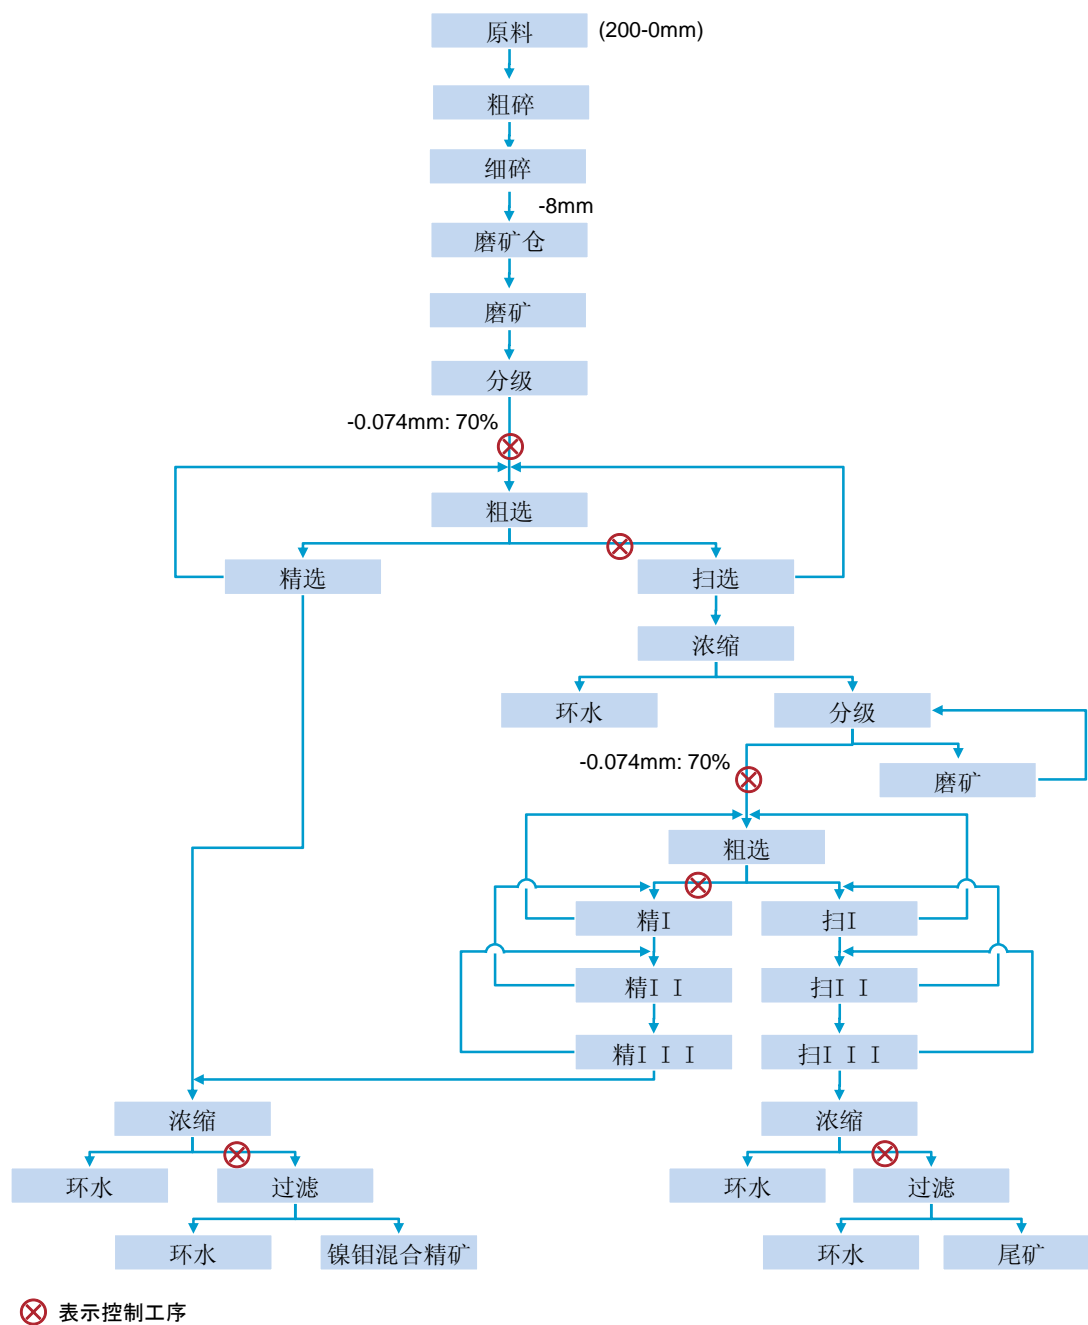 原料 (200-0mm)
粗碎
细碎
-8mm
磨矿仓
磨矿
分级
-0.074mm: 70%
粗选
精选 扫选
浓缩
环水 分级
-0.074mm: 70%
磨矿
粗选
精I 扫I
精I I 扫I I
精I I I 扫I I I
浓缩 浓缩
环水 过滤 环水 过滤
环水 镍钼混合精矿 环水 尾矿
表示控制工序